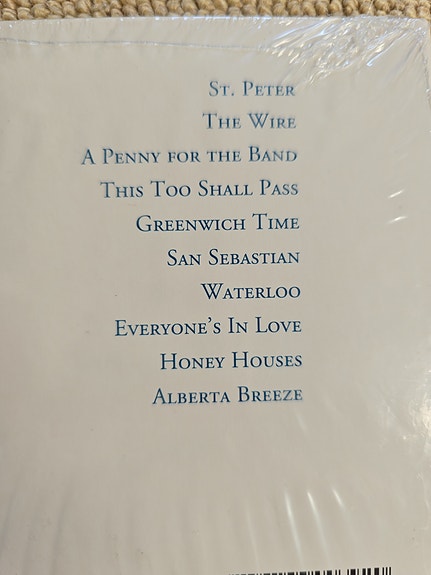 St. Peter
The Wire
A Penny for the Band
This Too Shall Pass
Greenwich Time
San Sebastian
Waterloo
Everyone's In Love
Honey Houses
Alberta Breeze